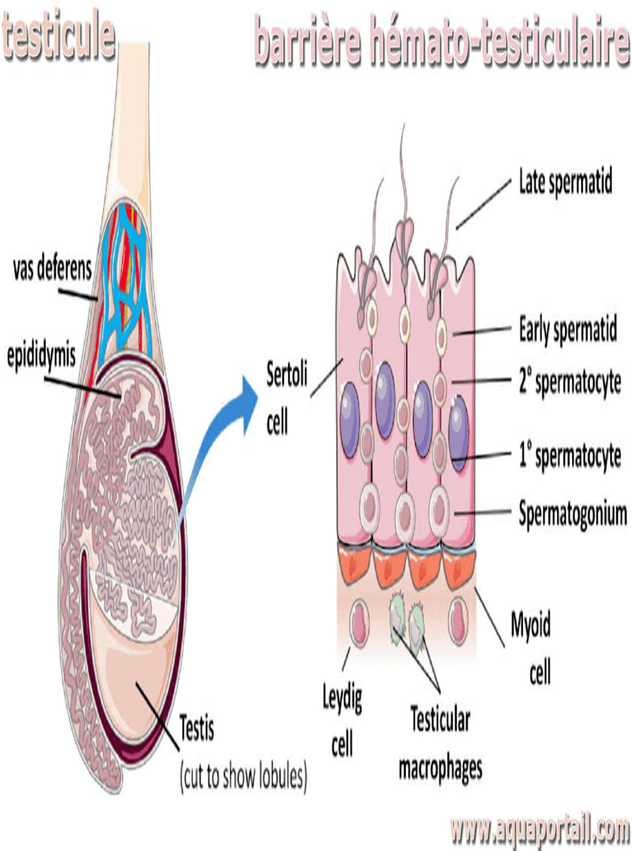 testicule
barrière hémato-testiculaire
Late spermatid
vas deferens
epididymis
Early spermatid
Sertoli
cell
2° spermatocyte
1° spermatocyte
Spermatogonium
Myoid
cell
Leydig
cell
Testicular
macrophages
Testis
(cut to show lobules)
www.aquaportail.com